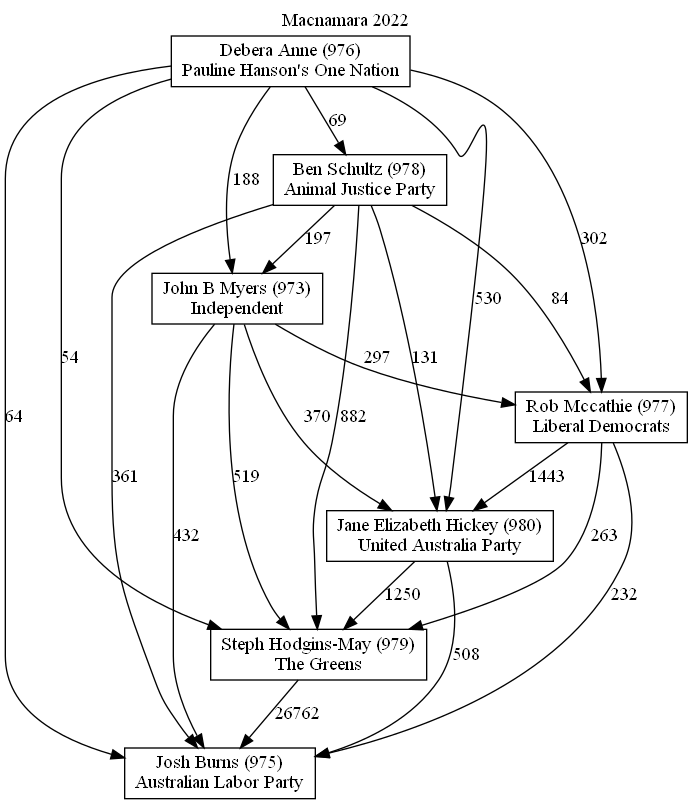 Macnamara 2022
Debera Anne (976)
Pauline Hanson's One Nation
69
Ben Schultz (978)
Animal Justice Party
188
197
302
John B Myers (973)
Independent
530
84
297
131
54
64
370
882
Rob Mccathie (977)
Liberal Democrats
361
519
1443
432
Jane Elizabeth Hickey (980)
United Australia Party
263
1250
232
Steph Hodgins-May (979)
The Greens
508
26762
Josh Burns (975)
Australian Labor Party